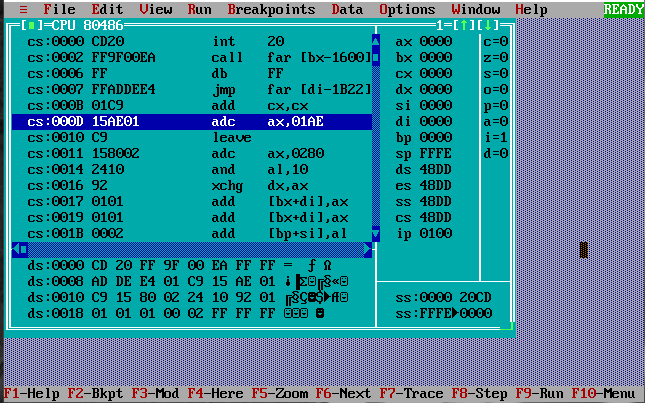 ≡ File Edit View Run Breakpoints Data Options Window Help READY
[■]=CPU 80486 1=[↑][↓]
cs:0000 CD20 int 20 ax 0000 c=0
cs:0002 FF9F00EA call far [bx-1600] bx 0000 z=0
cs:0006 FF db FF cx 0000 s=0
cs:0007 FFADDEE4 jmp far [di-1B22] dx 0000 o=0
cs:000B 01C9 add cx,cx si 0000 p=0
cs:000D 15AE01 adc ax,01AE di 0000 a=0
cs:0010 C9 leave bp 0000 i=1
cs:0011 158002 adc ax,0280 sp FFFE d=0
cs:0014 2410 and al,10 ds 48DD
cs:0016 92 xchg dx,ax es 48DD
cs:0017 0101 add [bx+di],ax ss 48DD
cs:0019 0101 add [bx+di],ax cs 48DD
cs:001B 0002 add [bp+si],al ip 0100
ds:0000 CD 20 FF 9F 00 EA FF FF = ƒ Ω
ds:0008 AD DE E4 01 C9 15 AE 01 ¡▐Σ☺╔§«☺
ds:0010 C9 15 80 02 24 10 92 01 ╔§Ç☻$►Æ☺ ss:0000 20CD
ds:0018 01 01 01 00 02 FF FF FF ☺☺☺ ☻ ss:FFFE►0000
F1-Help F2-Bkpt F3-Mod F4-Here F5-Zoom F6-Next F7-Trace F8-Step F9-Run F10-Menu